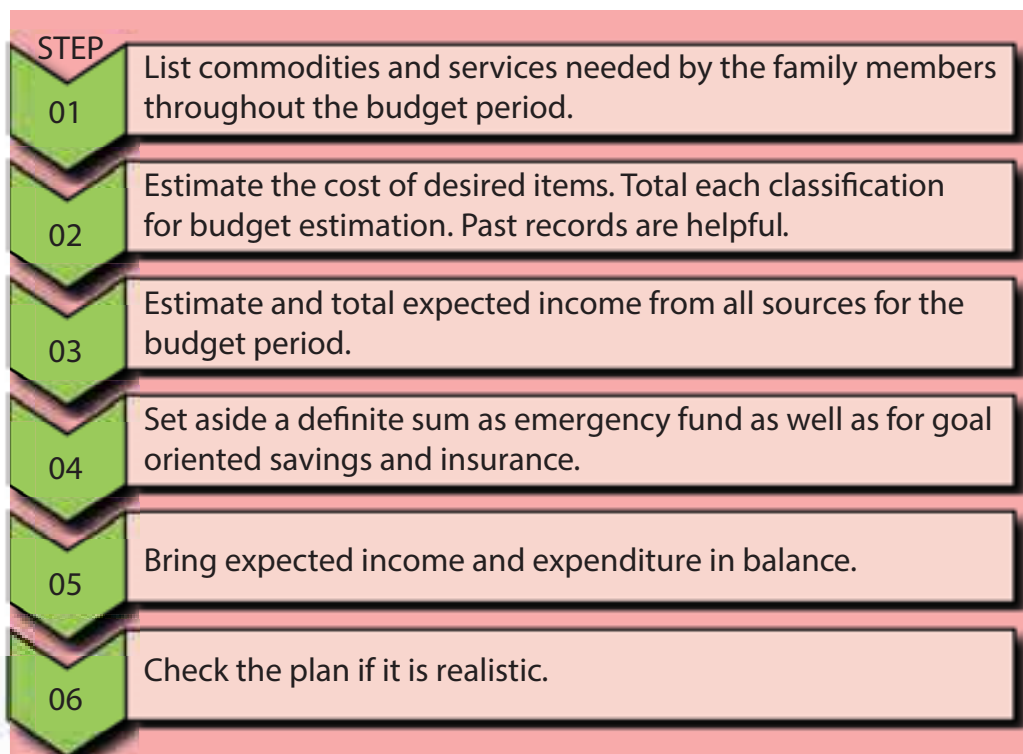 STEP
01
List commodities and services needed by the family members
throughout the budget period.
02
Estimate the cost of desired items. Total each classification
for budget estimation. Past records are helpful.
03
Estimate and total expected income from all sources for the
budget period.
04
Set aside a definite sum as emergency fund as well as for goal
oriented savings and insurance.
05
Bring expected income and expenditure in balance.
06
Check the plan if it is realistic.